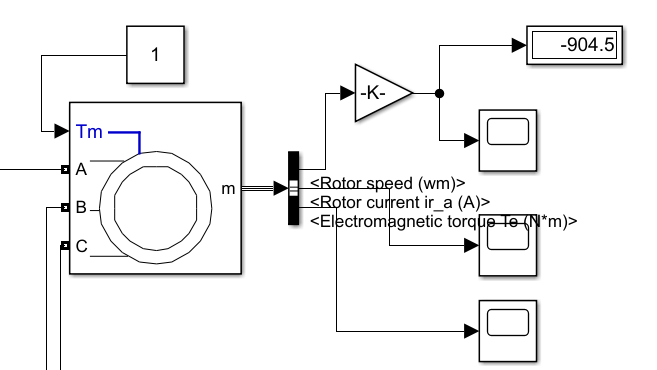 1
-904.5
-K-
Tm
A
m
<Rotor speed (wm)>
<Rotor current ir_a (A)>
B
<Electromagnetic torque Te (N*m)>
C